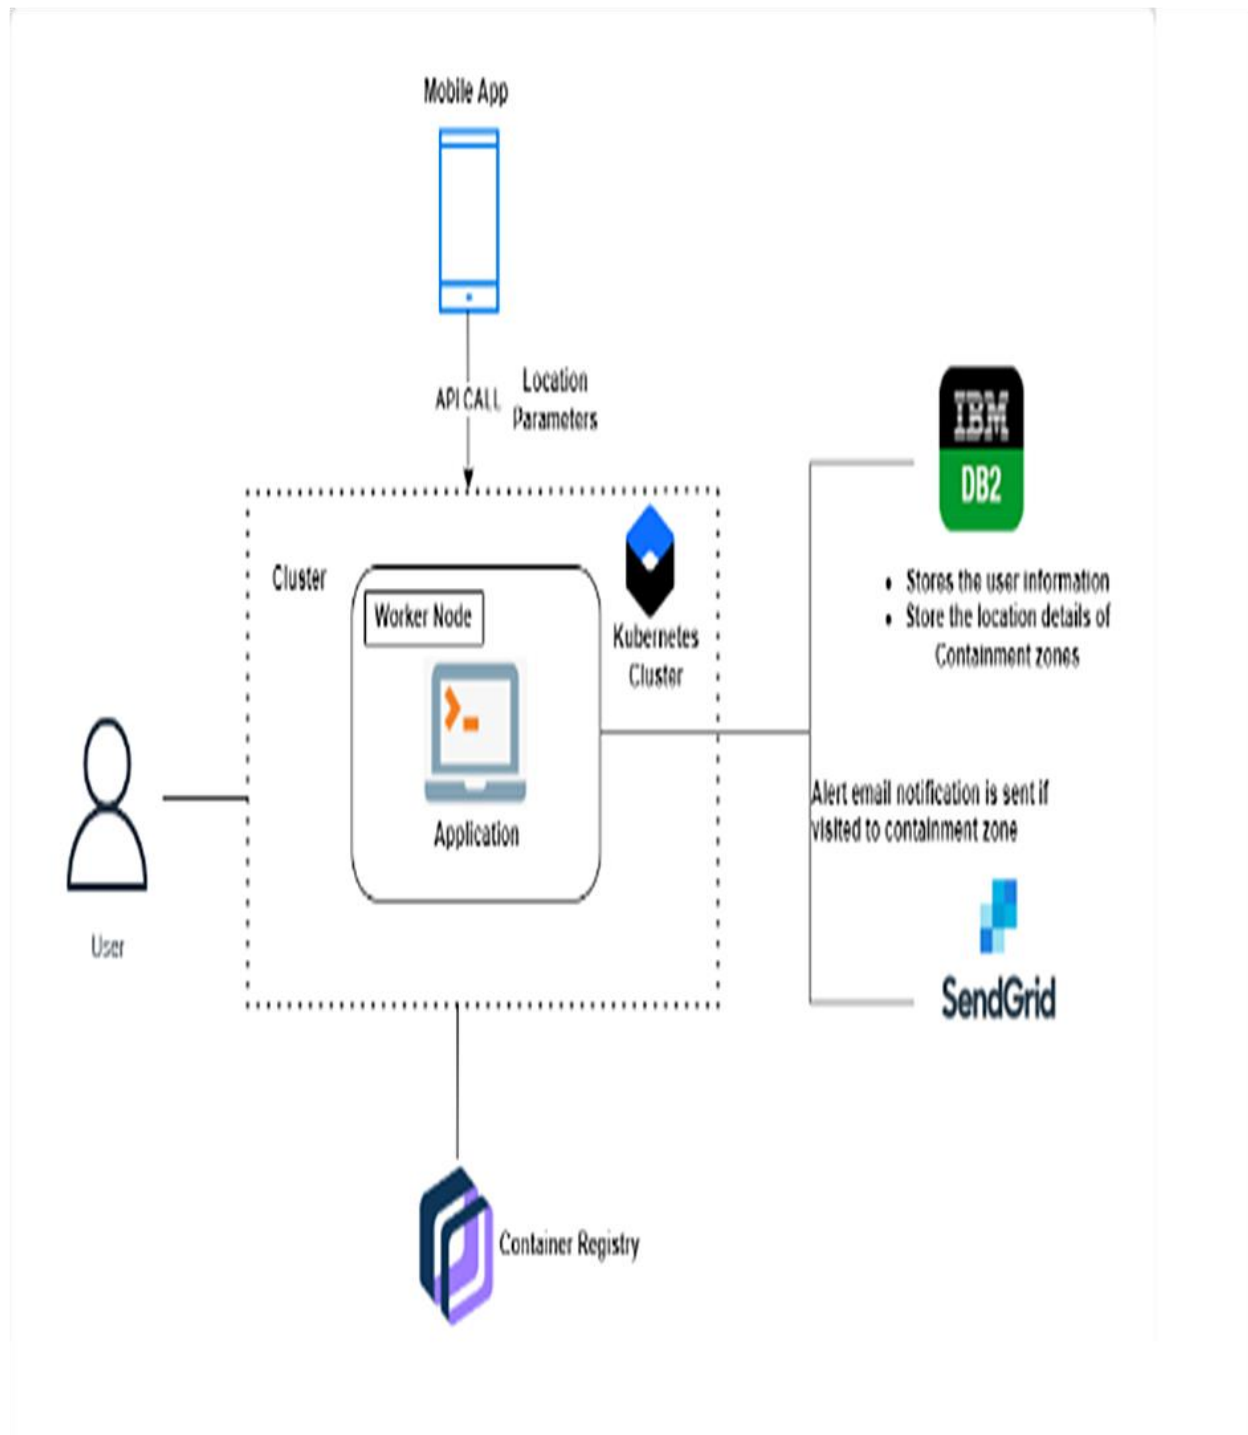 Mobile App
API CALL
Location
Parameters
IBM
DB2
Cluster
Worker Node
Kubernetes
Cluster
• Stores the user information
• Store the location details of
Containment zones
Application
Alert email notification is sent if
visited to containment zone
User
SendGrid
Container Registry